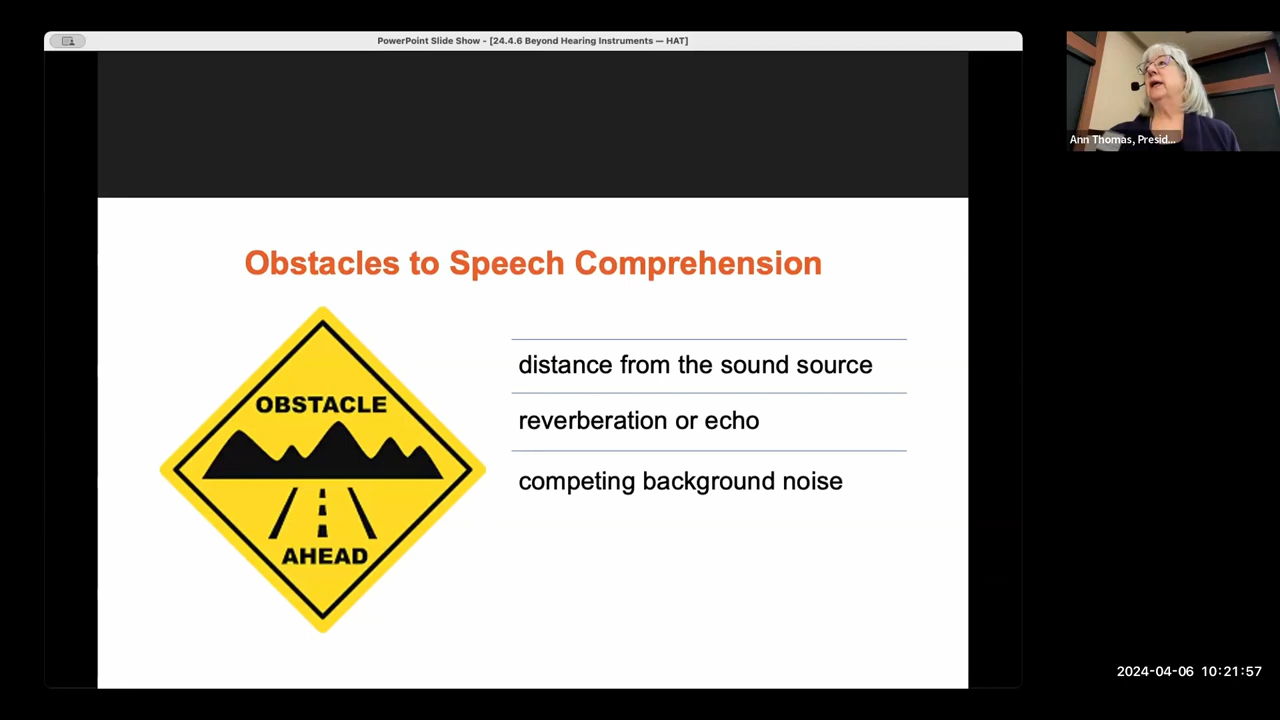 PowerPoint Slide Show - [24.4.6 Beyond Hearing Instruments — HAT]
Ann Thomas, Presid...
Obstacles to Speech Comprehension
OBSTACLE
AHEAD
distance from the sound source
reverberation or echo
competing background noise
2024-04-06 10:21:57